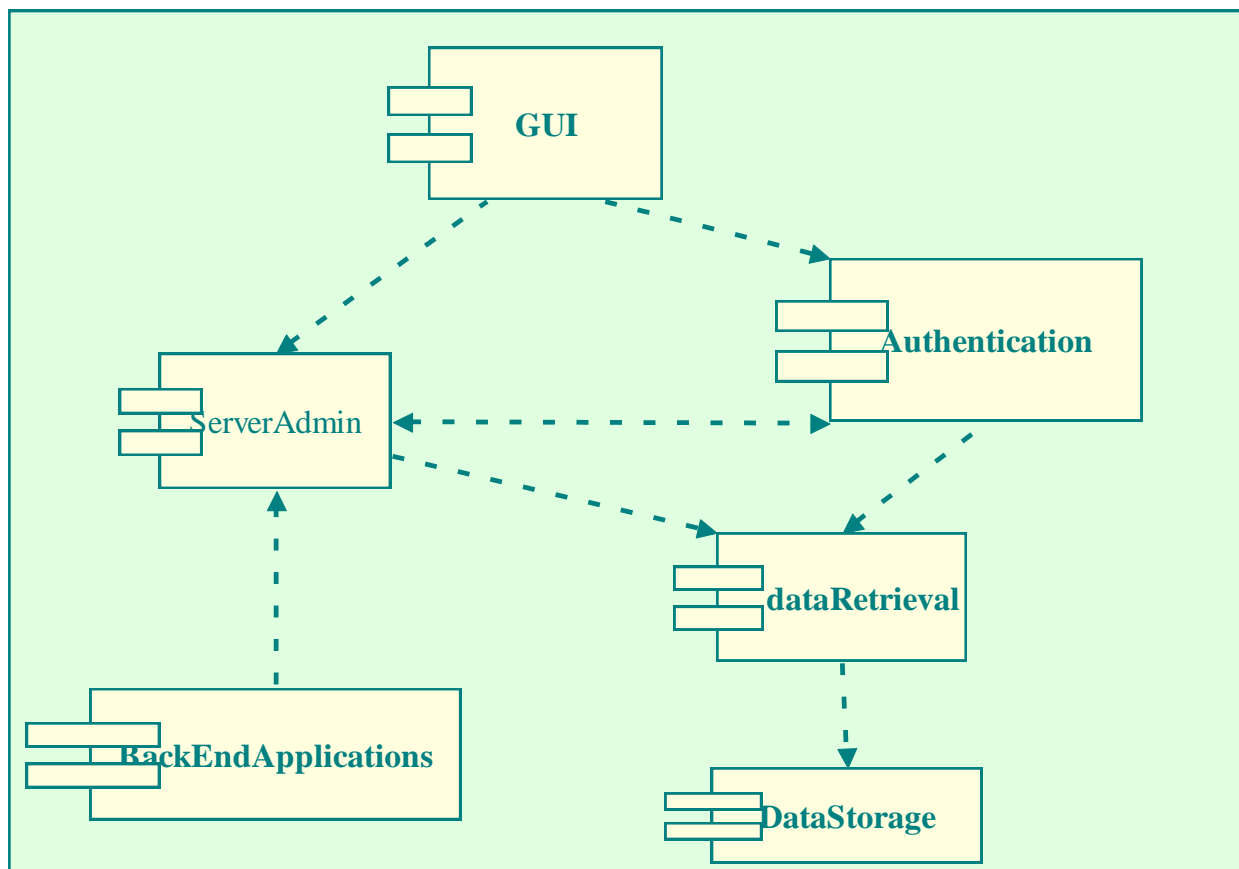 GUI
Authentication
ServerAdmin
dataRetrieval
BackEndApplications
DataStorage